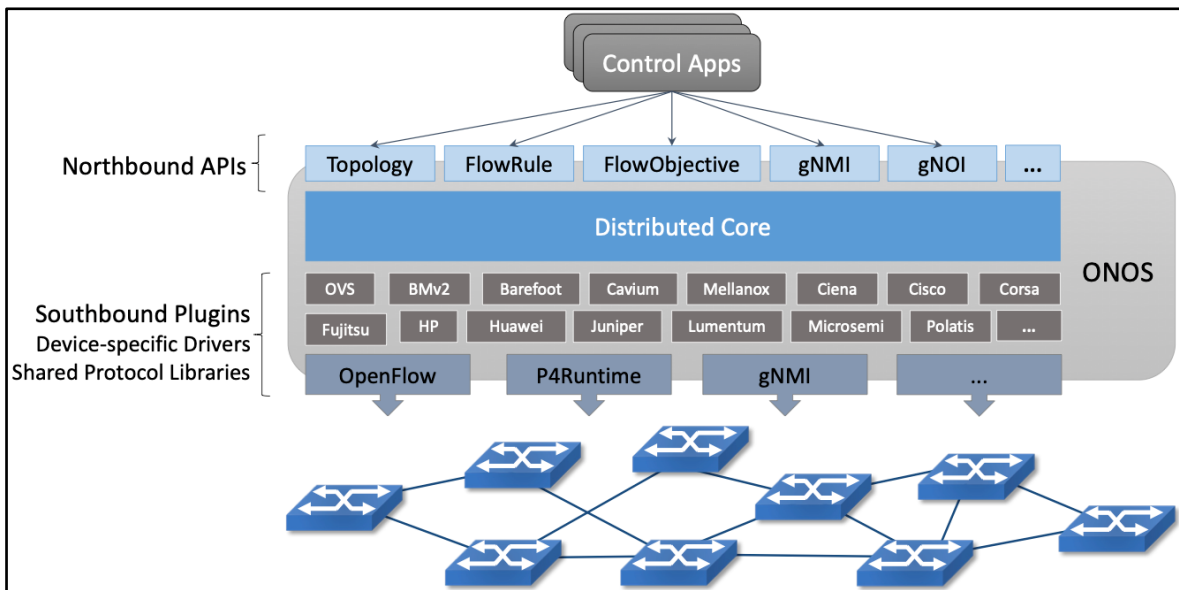 Control Apps
Northbound APIs
Topology FlowRule FlowObjective gNMI gNOI ...
Distributed Core
ONOS
OVS BMv2 Barefoot Cavium Mellanox Ciena Cisco Corsa
Southbound Plugins
Device-specific Drivers
Shared Protocol Libraries
Fujitsu HP Huawei Juniper Lumentum Microsemi Polatis ...
OpenFlow P4Runtime gNMI ...